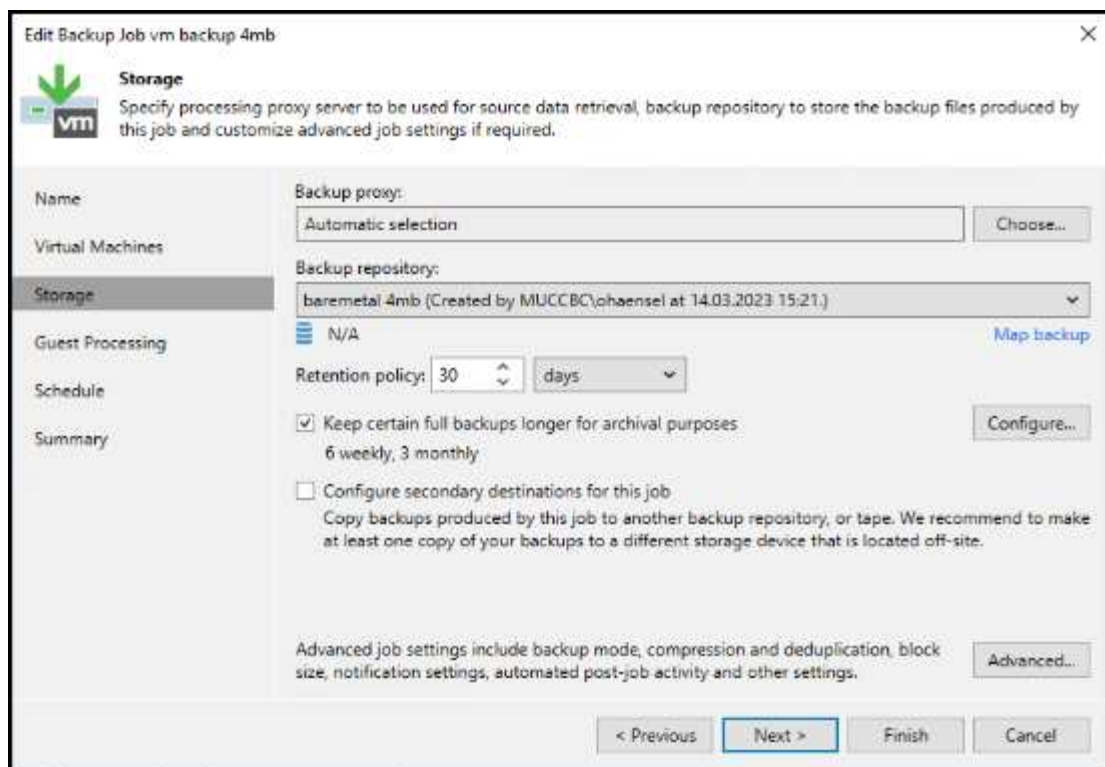 Edit Backup Job vm backup 4mb
vm
Storage
Specify processing proxy server to be used for source data retrieval, backup repository to store the backup files produced by
this job and customize advanced job settings if required.
Name
Virtual Machines
Storage
Guest Processing
Schedule
Summary
Backup proxy:
Automatic selection
Choose...
Backup repository:
baremetal 4mb (Created by MUCCBC\ohaensel at 14.03.2023 15:21.)
N/A
Map backup
Retention policy: 30 days
Keep certain full backups longer for archival purposes
Configure...
6 weekly, 3 monthly
Configure secondary destinations for this job
Copy backups produced by this job to another backup repository, or tape. We recommend to make
at least one copy of your backups to a different storage device that is located off-site.
Advanced job settings include backup mode, compression and deduplication, block
size, notification settings, automated post-job activity and other settings.
Advanced...
< Previous
Next >
Finish
Cancel